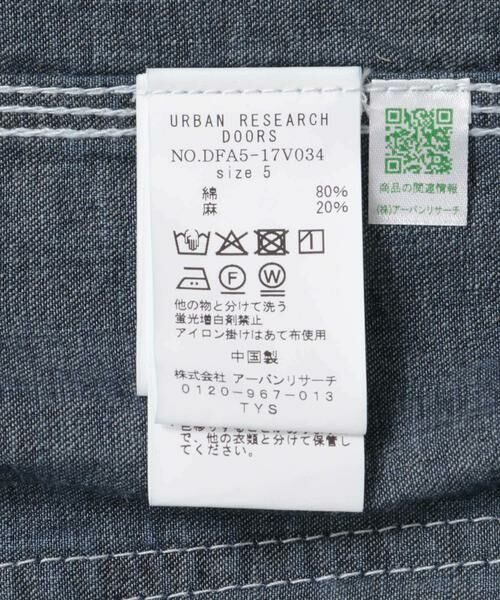 URBAN RESEARCH
DOORS
NO.DFA5-17V034
size 5
綿 80%
麻 20%
F
W
他の物と分けて洗う
蛍光増白剤禁止
アイロン掛けはあて布使用
中国製
株式会社 アーバンリサーチ
0120-967-013
TYS
で、他の衣類と分けて保管し
てください。
商品の関連情報
(株)アーバンリサーチ